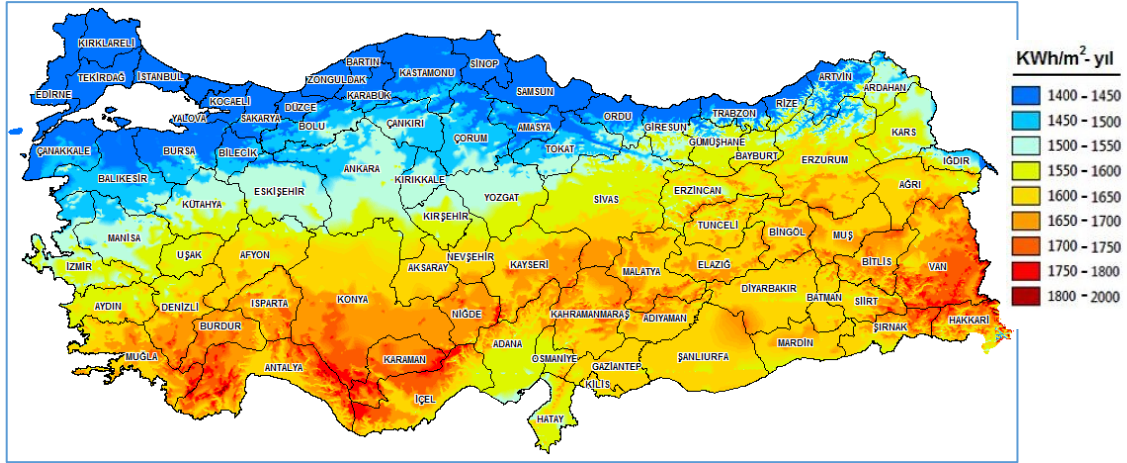 KIRKLARELİ
EDİRNE
TEKİRDAĞ
İSTANBUL
KOCAELİ
YALOVA
SAKARYA
DÜZCE
ZONGULDAK
BARTIN
KARABÜK
KASTAMONU
SİNOP
BOLU
ÇANKIRI
SAMSUN
ÇORUM
AMASYA
TOKAT
ORDU
GİRESUN
TRABZON
RİZE
ARTVİN
ARDAHAN
KARS
GÜMÜŞHANE
BAYBURT
ERZURUM
IĞDIR
AĞRI
ÇANAKKALE
BALIKESİR
BURSA
BİLECİK
ESKİŞEHİR
KÜTAHYA
ANKARA
KIRIKKALE
KIRŞEHİR
YOZGAT
SİVAS
ERZİNCAN
TUNCELİ
BİNGÖL
MUŞ
BİTLİS
VAN
MANİSA
İZMİR
UŞAK
AFYON
AKSARAY
NEVŞEHİR
KAYSERİ
MALATYA
ELAZIĞ
DİYARBAKIR
BATMAN
SİİRT
ŞIRNAK
HAKKARİ
AYDIN
DENİZLİ
ISPARTA
BURDUR
KONYA
NİĞDE
KAHRAMANMARAŞ
ADIYAMAN
MARDİN
ŞANLIURFA
MUĞLA
ANTALYA
KARAMAN
İÇEL
ADANA
OSMANİYE
GAZİANTEP
KİLİS
HATAY
KWh/m²- yıl
1400 - 1450
1450 - 1500
1500 - 1550
1550 - 1600
1600 - 1650
1650 - 1700
1700 - 1750
1750 - 1800
1800 - 2000